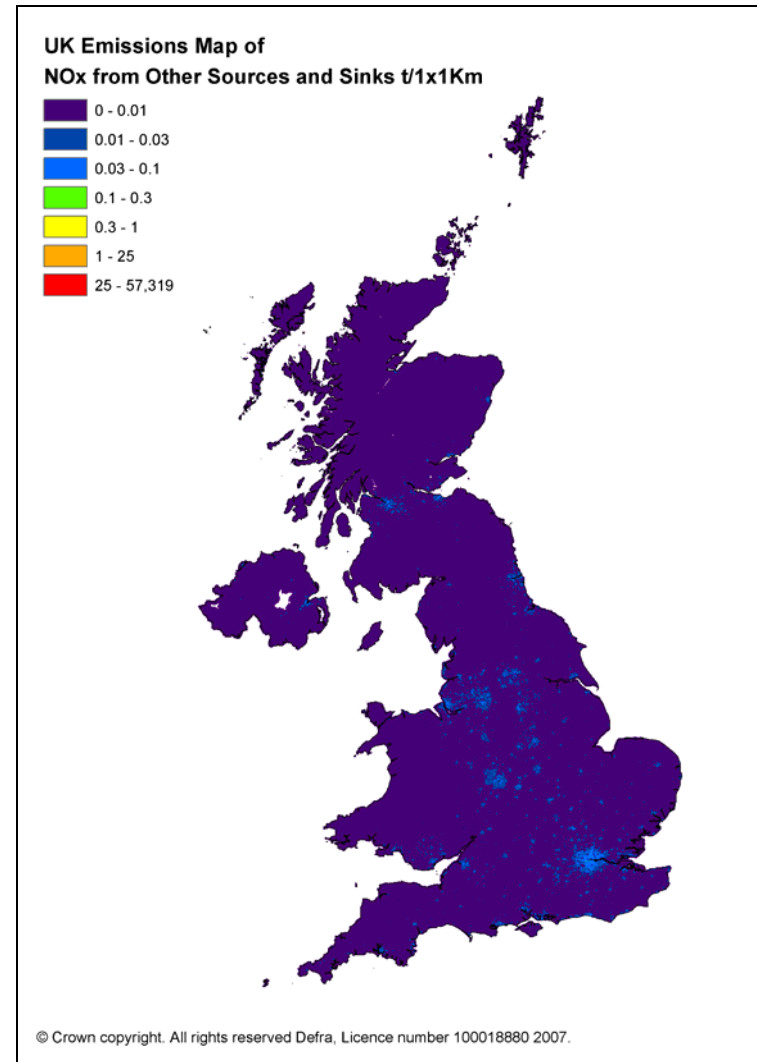 UK Emissions Map of
NOx from Other Sources and Sinks t/1x1Km
0 - 0.01
0.01 - 0.03
0.03 - 0.1
0.1 - 0.3
0.3 - 1
1 - 25
25 - 57,319
© Crown copyright. All rights reserved Defra, Licence number 100018880 2007.